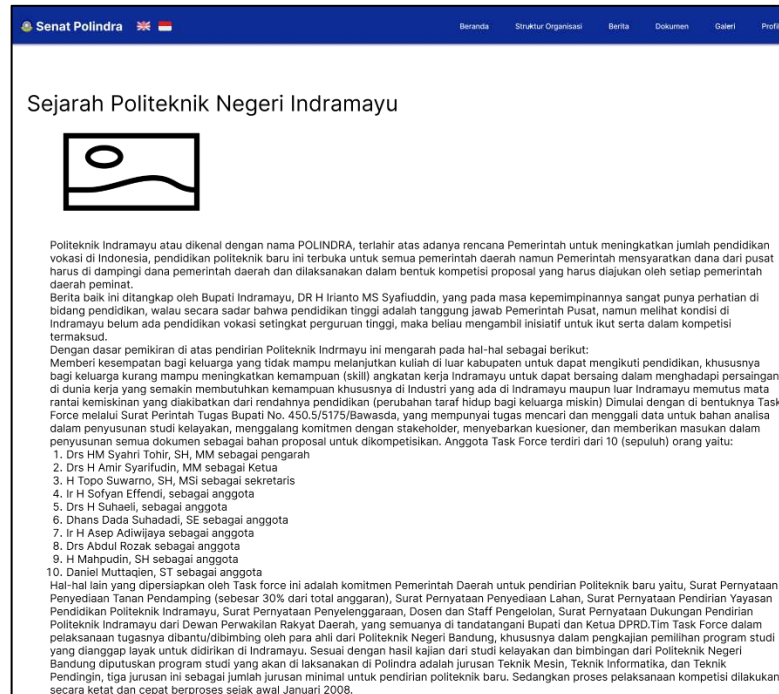 Senat Polindra
Beranda Struktur Organisasi Berita Dokumen Galeri Profil
Sejarah Politeknik Negeri Indramayu
Politeknik Indramayu atau dikenal dengan nama POLINDRA, terlahir atas adanya rencana Pemerintah untuk meningkatkan jumlah pendidikan
vokasi di Indonesia, pendidikan politeknik baru ini terbuka untuk semua pemerintah daerah namun Pemerintah mensyaratkan dana dari pusat
harus di dampingi dana pemerintah daerah dan dilaksanakan dalam bentuk kompetisi proposal yang harus diajukan oleh setiap pemerintah
daerah peminat.
Berita baik ini ditangkap oleh Bupati Indramayu, DR H Irianto MS Syafiuddin, yang pada masa kepemimpinannya sangat punya perhatian di
bidang pendidikan, walau secara sadar bahwa pendidikan tinggi adalah tanggung jawab Pemerintah Pusat, namun melihat kondisi di
Indramayu belum ada pendidikan vokasi setingkat perguruan tinggi, maka beliau mengambil inisiatif untuk ikut serta dalam kompetisi
termaksud.
Dengan dasar pemikiran di atas pendirian Politeknik Indrmayu ini mengarah pada hal-hal sebagai berikut:
Memberi kesempatan bagi keluarga yang tidak mampu melanjutkan kuliah di luar kabupaten untuk dapat mengikuti pendidikan, khususnya
bagi keluarga kurang mampu meningkatkan kemampuan (skill) angkatan kerja Indramayu untuk dapat bersaing dalam menghadapi persaingan
di dunia kerja yang semakin membutuhkan kemampuan khususnya di Industri yang ada di Indramayu maupun luar Indramayu memutus mata
rantai kemiskinan yang diakibatkan dari rendahnya pendidikan (perubahan taraf hidup bagi keluarga miskin) Dimulai dengan di bentuknya Task
Force melalui Surat Perintah Tugas Bupati No. 450.5/5175/Bawasda, yang mempunyai tugas mencari dan menggali data untuk bahan analisa
dalam penyusunan studi kelayakan, menggalang komitmen dengan stakeholder, menyebarkan kuesioner, dan memberikan masukan dalam
penyusunan semua dokumen sebagai bahan proposal untuk dikompetisikan. Anggota Task Force terdiri dari 10 (sepuluh) orang yaitu:
1. Drs HM Syahri Tohir, SH, MM sebagai pengarah
2. Drs H Amir Syarifudin, MM sebagai Ketua
3. H Topo Suwarno, SH, MSi sebagai sekretaris
4. Ir H Sofyan Effendi, sebagai anggota
5. Drs H Suhaeli, sebagai anggota
6. Dhans Dada Suhadadi, SE sebagai anggota
7. Ir H Asep Adiwijaya sebagai anggota
8. Drs Abdul Rozak sebagai anggota
9. H Mahpudin, SH sebagai anggota
10. Daniel Muttaqien, ST sebagai anggota
Hal-hal lain yang dipersiapkan oleh Task force ini adalah komitmen Pemerintah Daerah untuk pendirian Politeknik baru yaitu, Surat Pernyataan
Penyediaan Tanan Pendamping (sebesar 30% dari total anggaran), Surat Pernyataan Penyediaan Lahan, Surat Pernyataan Pendirian Yayasan
Pendidikan Politeknik Indramayu, Surat Pernyataan Penyelenggaraan, Dosen dan Staff Pengelolan, Surat Pernyataan Dukungan Pendirian
Politeknik Indramayu dari Dewan Perwakilan Rakyat Daerah, yang semuanya di tandatangani Bupati dan Ketua DPRD.Tim Task Force dalam
pelaksanaan tugasnya dibantu/dibimbing oleh para ahli dari Politeknik Negeri Bandung, khususnya dalam pengkajian pemilihan program studi
yang dianggap layak untuk didirikan di Indramayu. Sesuai dengan hasil kajian dari studi kelayakan dan bimbingan dari Politeknik Negeri
Bandung diputuskan program studi yang akan di laksanakan di Polindra adalah jurusan Teknik Mesin, Teknik Informatika, dan Teknik
Pendingin, tiga jurusan ini sebagai jumlah jurusan minimal untuk pendirian politeknik baru. Sedangkan proses pelaksanaan kompetisi dilakukan
secara ketat dan cepat berproses sejak awal Januari 2008.